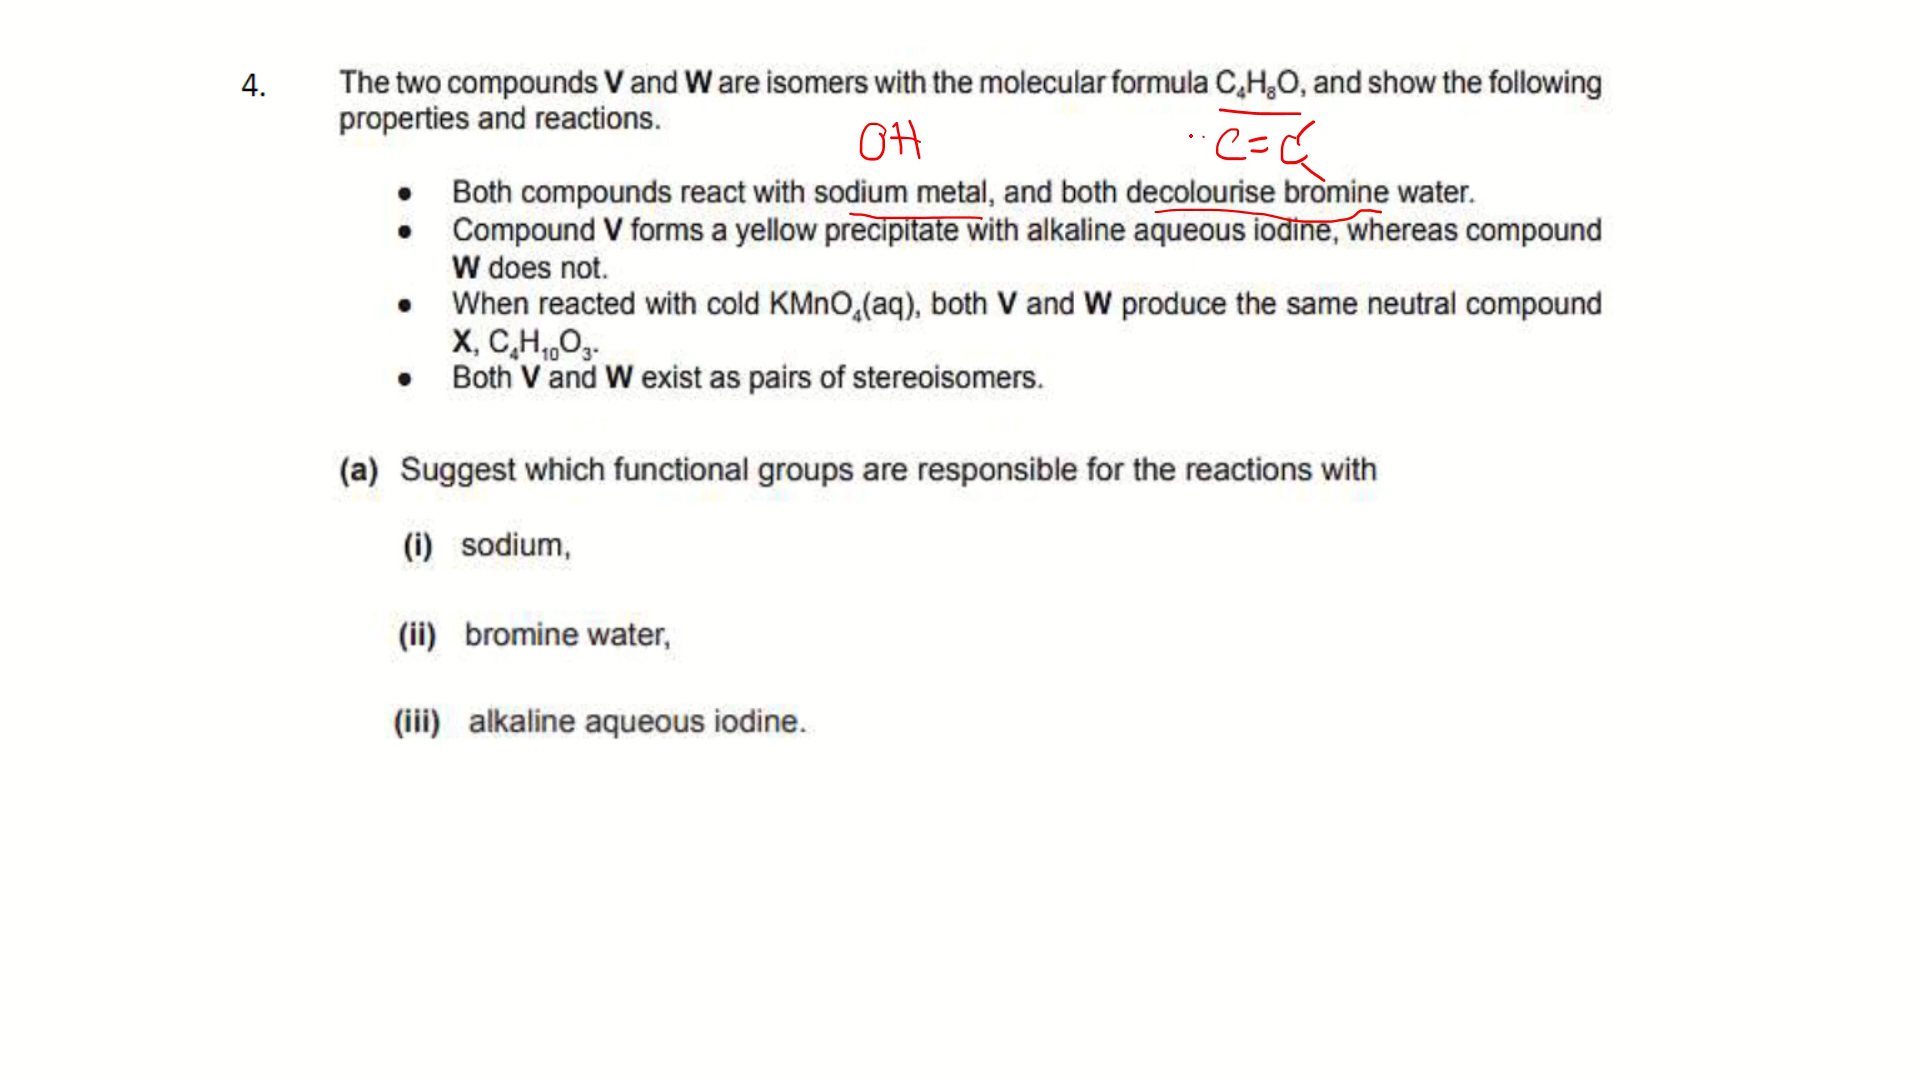 4. The two compounds V and W are isomers with the molecular formula C₄H₈O, and show the following
properties and reactions.
OH C=C
• Both compounds react with sodium metal, and both decolourise bromine water.
• Compound V forms a yellow precipitate with alkaline aqueous iodine, whereas compound
W does not.
• When reacted with cold KMnO₄(aq), both V and W produce the same neutral compound
X, C₄H₁₀O₃.
• Both V and W exist as pairs of stereoisomers.
(a) Suggest which functional groups are responsible for the reactions with
(i) sodium,
(ii) bromine water,
(iii) alkaline aqueous iodine.